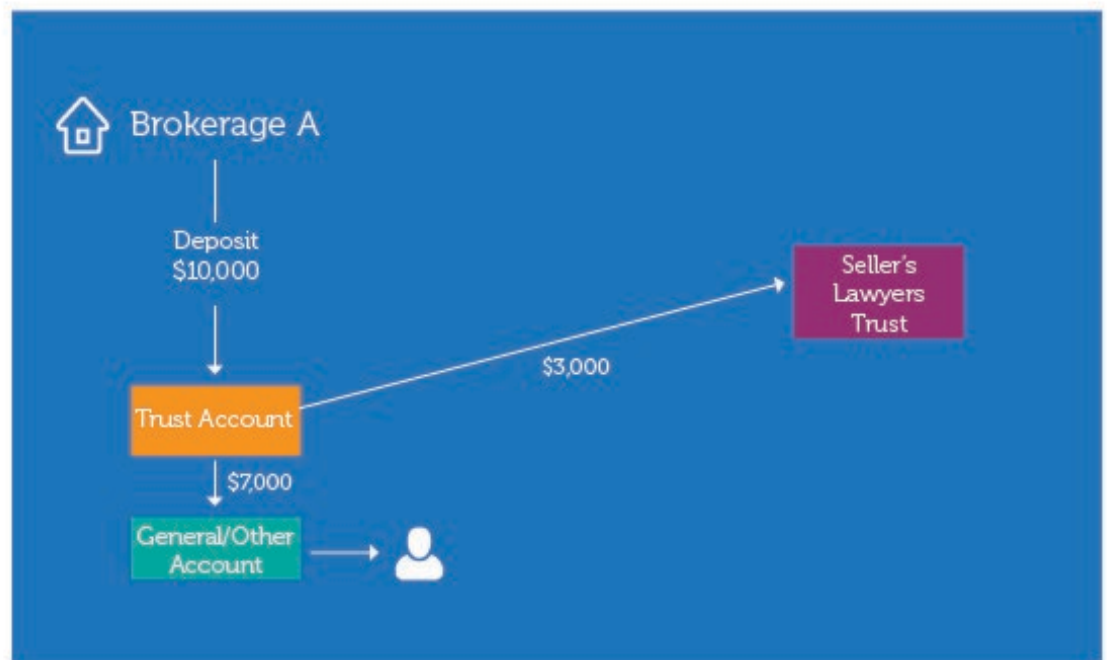 Brokerage A
Deposit
$10,000
Seller's
Lawyers
Trust
$3,000
Trust Account
$7,000
General/Other
Account